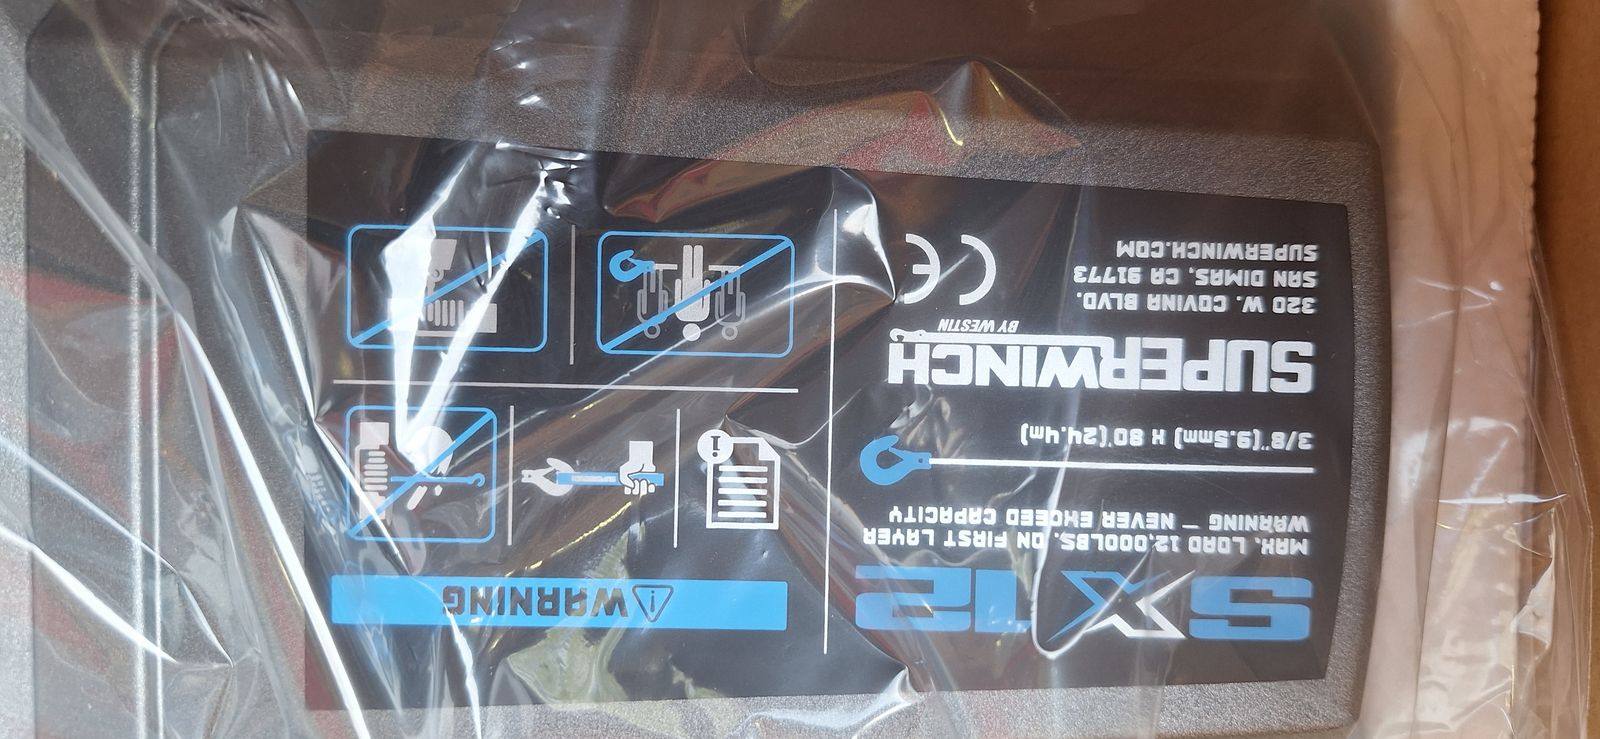 SX12
MAX. LOAD 12,000LBS. ON FIRST LAYER
WARNING – NEVER EXCEED CAPACITY
3/8"(9.5mm) X 80'(24.4m)
SUPERWINCH
BY WESTIN
320 W. COVINA BLVD.
SAN DIMAS, CA 91773
SUPERWINCH.COM
CE
WARNING